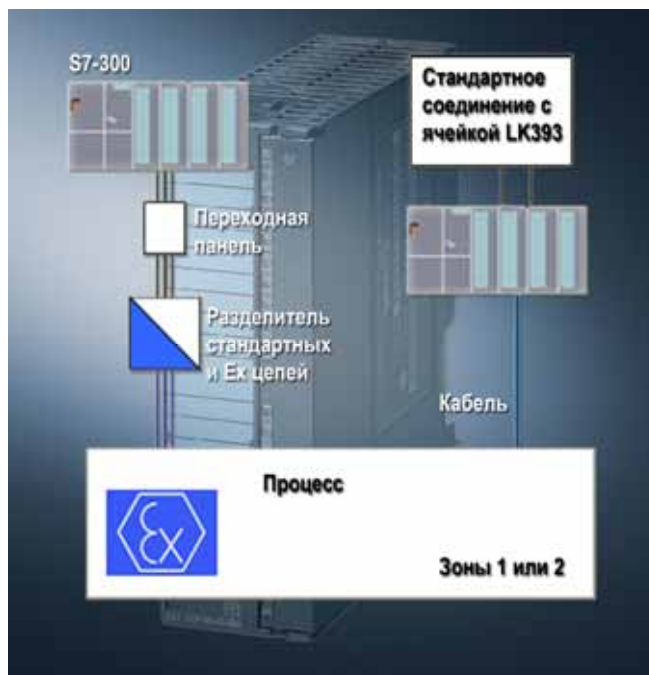 S7-300
Стандартное
соединение с
ячейкой LK393
Переходная
панель
Разделитель
стандартных
и Ex цепей
Кабель
Процесс
Ex
Зоны 1 или 2